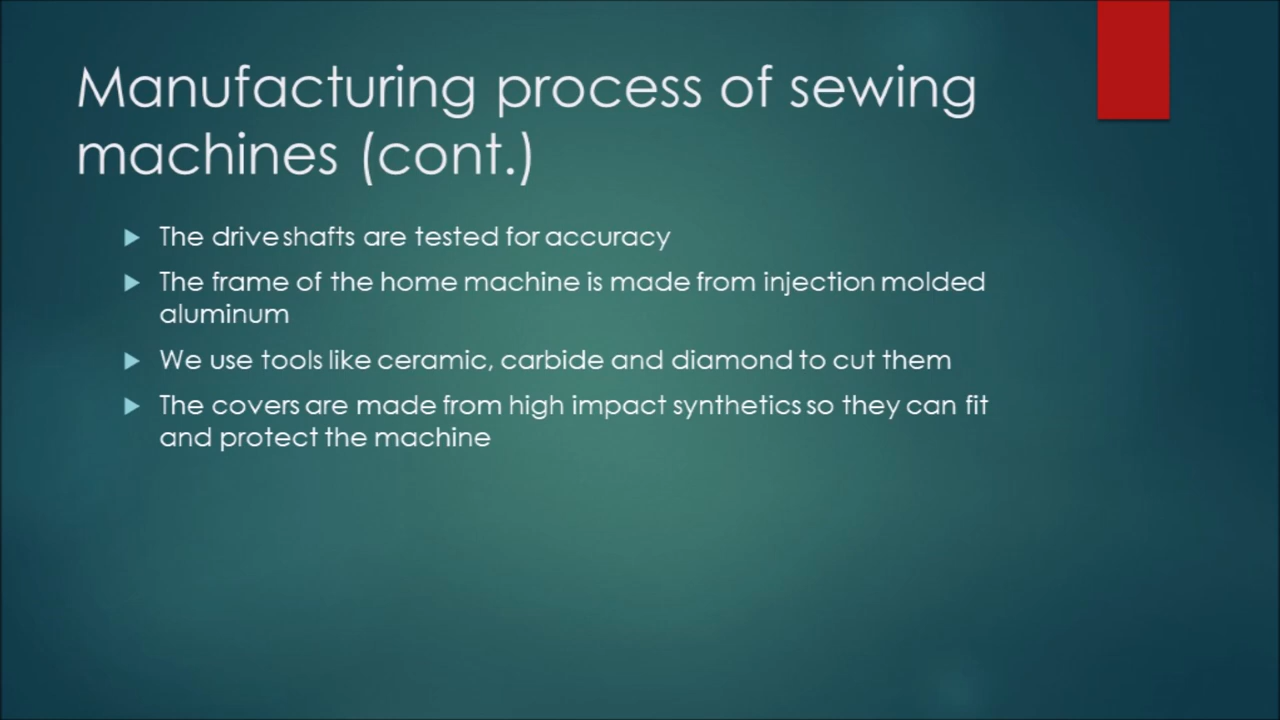 Manufacturing process of sewing
machines (cont.)
The drive shafts are tested for accuracy
The frame of the home machine is made from injection molded
aluminum
We use tools like ceramic, carbide and diamond to cut them
The covers are made from high impact synthetics so they can fit
and protect the machine